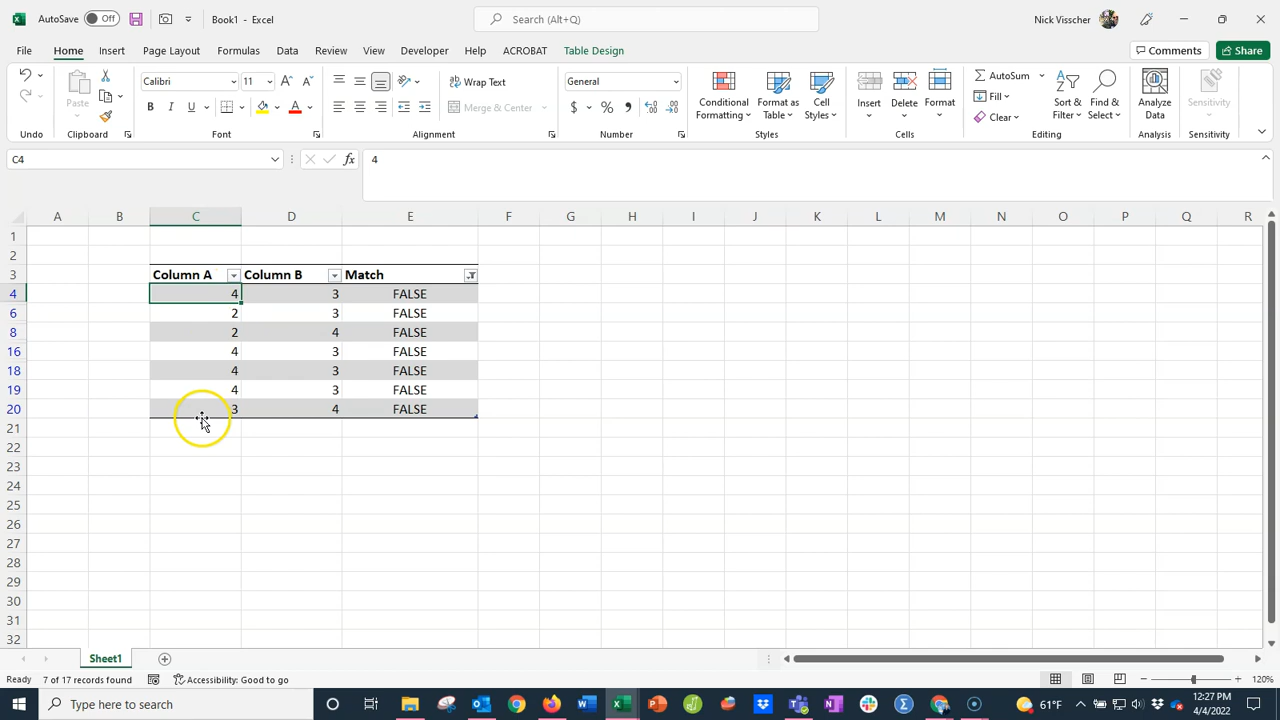 AutoSave Off Book1 - Excel Search (Alt+Q) Nick Visscher
File Home Insert Page Layout Formulas Data Review View Developer Help ACROBAT Table Design Comments Share
Calibri 11 Wrap Text General AutoSum
Paste Conditional Format as Cell Insert Delete Format Fill Sort & Find & Analyze Sensitivity
B I U A Merge & Center $ % 9 Formatting Table Styles Clear Filter Select Data
Undo Clipboard Font Alignment Number Styles Cells Editing Analysis Sensitivity
C4 fx 4
A B C D E F G H I J K L M N O P Q R
1
2
3 Column A Column B Match
4 4 3 FALSE
6 2 3 FALSE
8 2 4 FALSE
16 4 3 FALSE
18 4 3 FALSE
19 4 3 FALSE
20 3 4 FALSE
21
22
23
24
25
26
27
28
29
30
31
32
Sheet1
Ready 7 of 17 records found Accessibility: Good to go 120%
Type here to search 61°F 12:27 PM
4/4/2022